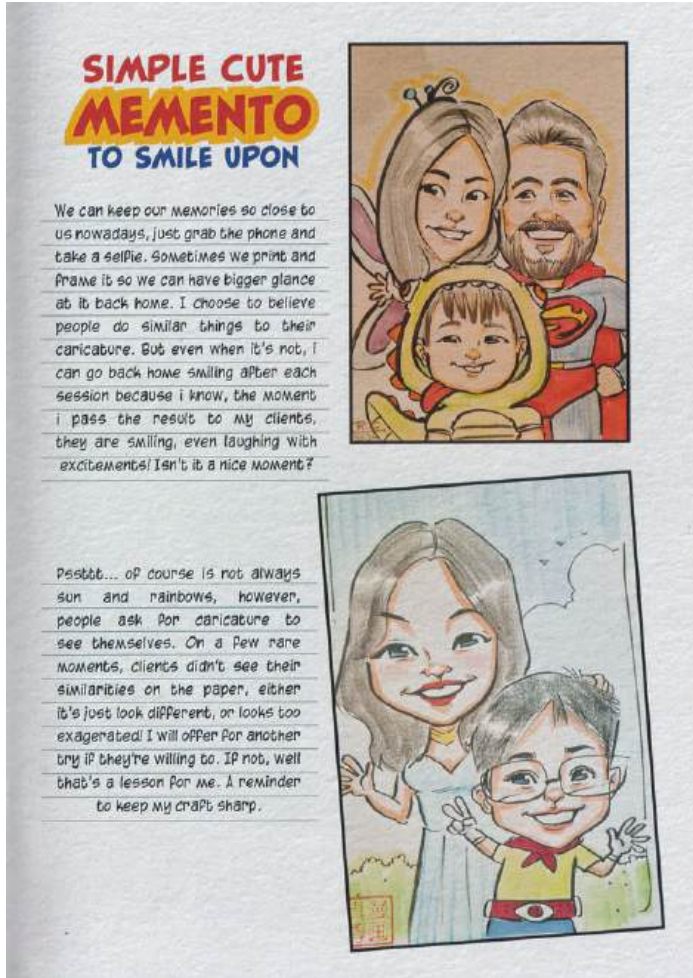 SIMPLE CUTE
MEMENTO
TO SMILE UPON
We can keep our memories so close to
us nowadays, just grab the phone and
take a selfie. Sometimes we print and
frame it so we can have bigger glance
at it back home. I choose to believe
people do similar things to their
caricature. But even when it's not, i
can go back home smiling after each
session because i know, the moment
i pass the result to my clients,
they are smiling, even laughing with
excitements! Isn't it a nice moment?
Psssttt... of course is not always
sun and rainbows, however,
people ask for caricature to
see themselves. On a few rare
moments, clients didn't see their
similarities on the paper, either
it's just look different, or looks too
exagerated! I will offer for another
try if they're willing to. If not, well
that's a lesson for me. A reminder
to keep my craft sharp.